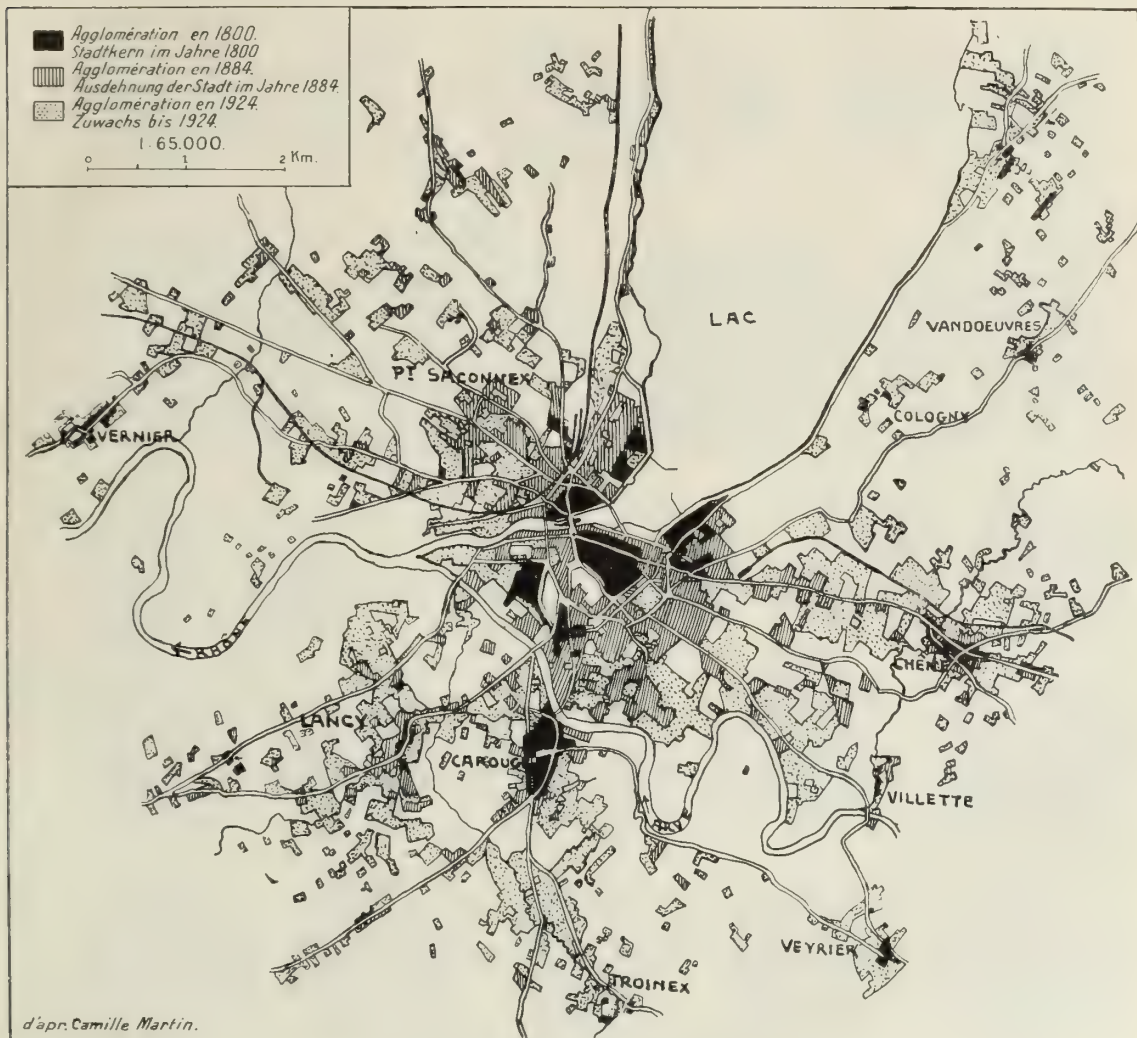 Agglomération en 1800.
Stadtkern im Jahre 1800
Agglomération en 1884.
Ausdehnung der Stadt im Jahre 1884.
Agglomération en 1924.
Zuwachs bis 1924.
1:65.000.
0 1 2 Km.
LAC
VANDOEUVRES
PT SACONNEX
COLOGNY
VERNIER
RHONE
CHENE
LANCY
CAROUGE
VILLETTE
VEYRIER
TROINEX
d'apr. Camille Martin.